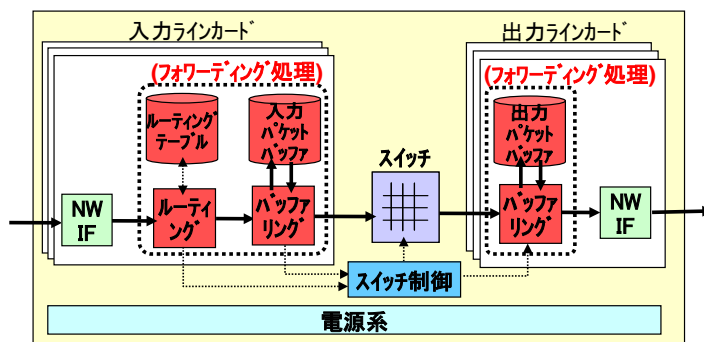 入力ラインカード
出力ラインカード
(フォワーディング処理)
(フォワーディング処理)
ルーティング
テーブル
入力
パケット
バッファ
出力
パケット
バッファ
スイッチ
NW
IF
ルーティ
ング
バッファ
リング
バッファ
リング
NW
IF
スイッチ制御
電源系